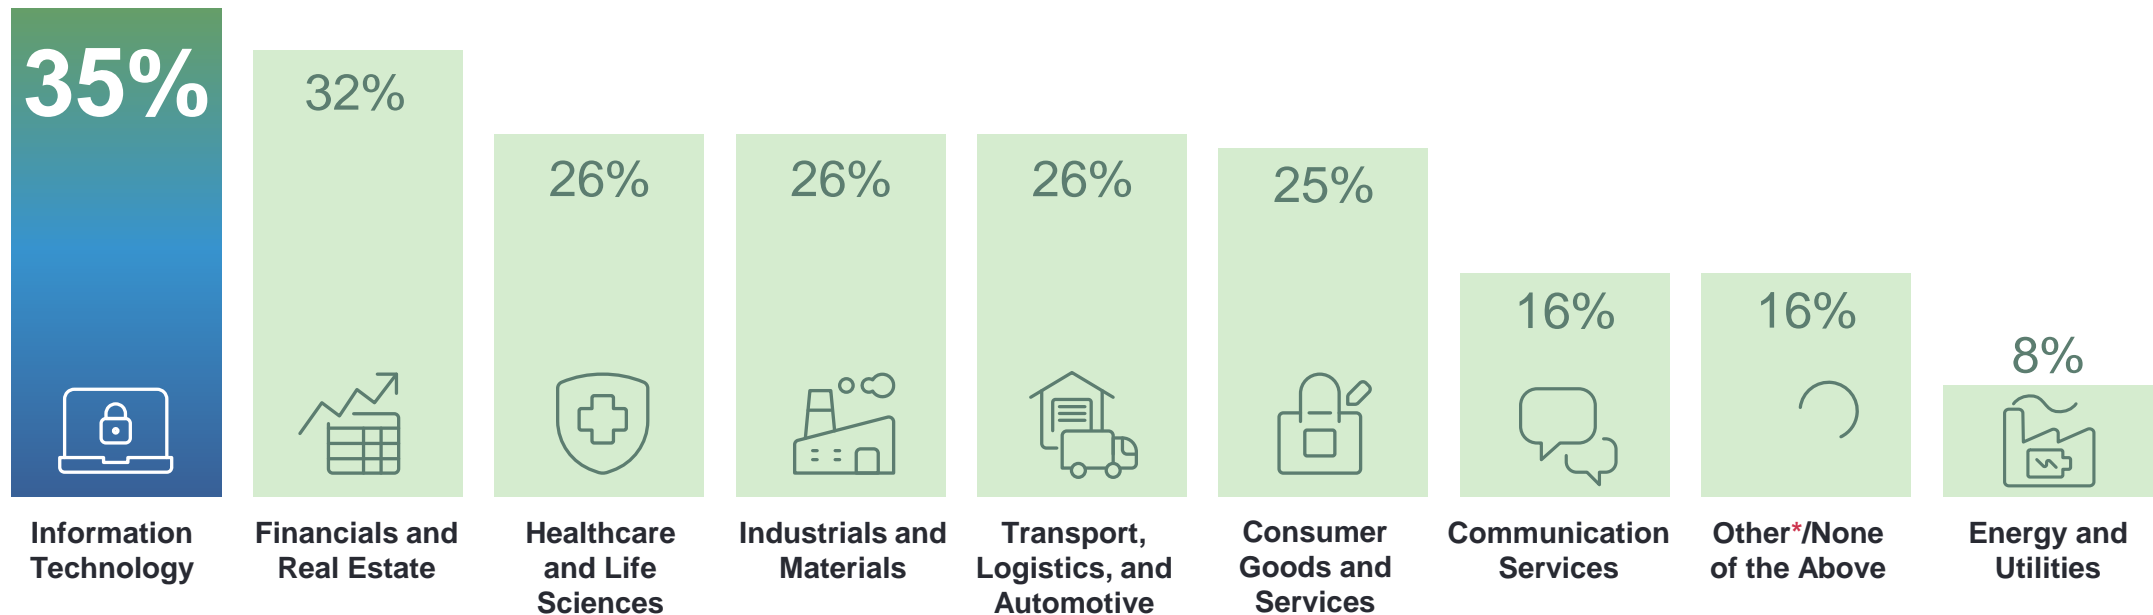 35%
32%
26%
26%
26%
25%
16%
16%
8%
Information
Technology
Financials and
Real Estate
Healthcare
and Life
Sciences
Industrials and
Materials
Transport,
Logistics, and
Automotive
Consumer
Goods and
Services
Communication
Services
Other*/None
of the Above
Energy and
Utilities